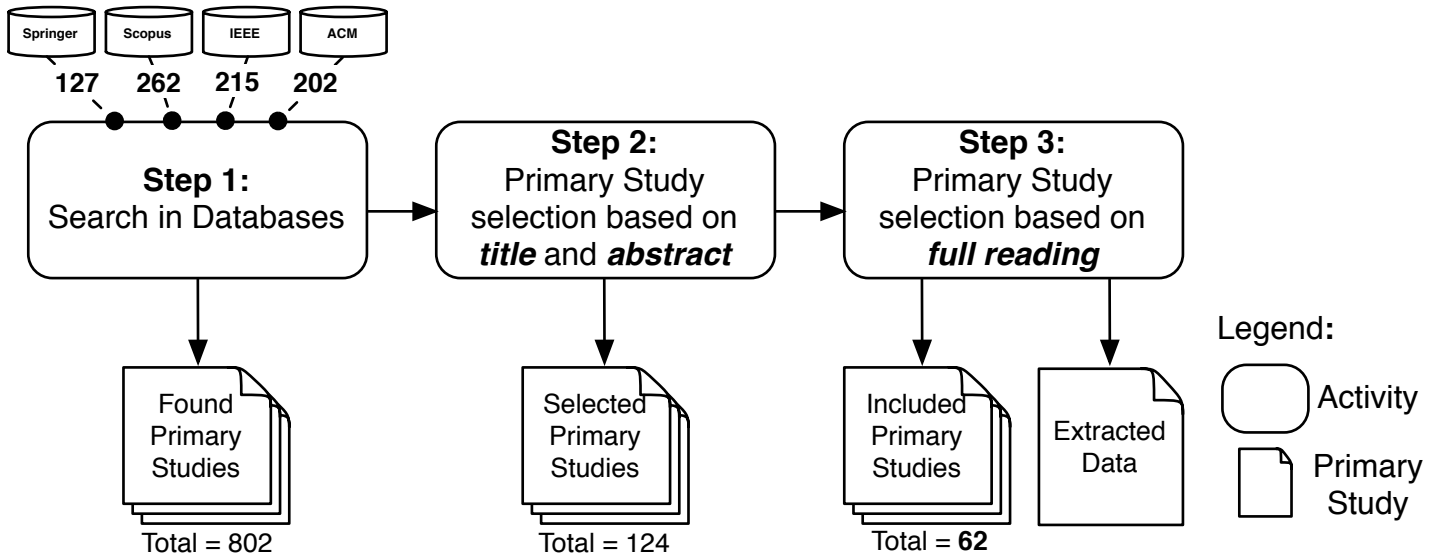 Springer
Scopus
IEEE
ACM
127
262
215
202
Step 1:
Search in Databases
Step 2:
Primary Study
selection based on
title and abstract
Step 3:
Primary Study
selection based on
full reading
Found
Primary
Studies
Total = 802
Selected
Primary
Studies
Total = 124
Included
Primary
Studies
Total = 62
Extracted
Data
Legend:
Activity
Primary
Study